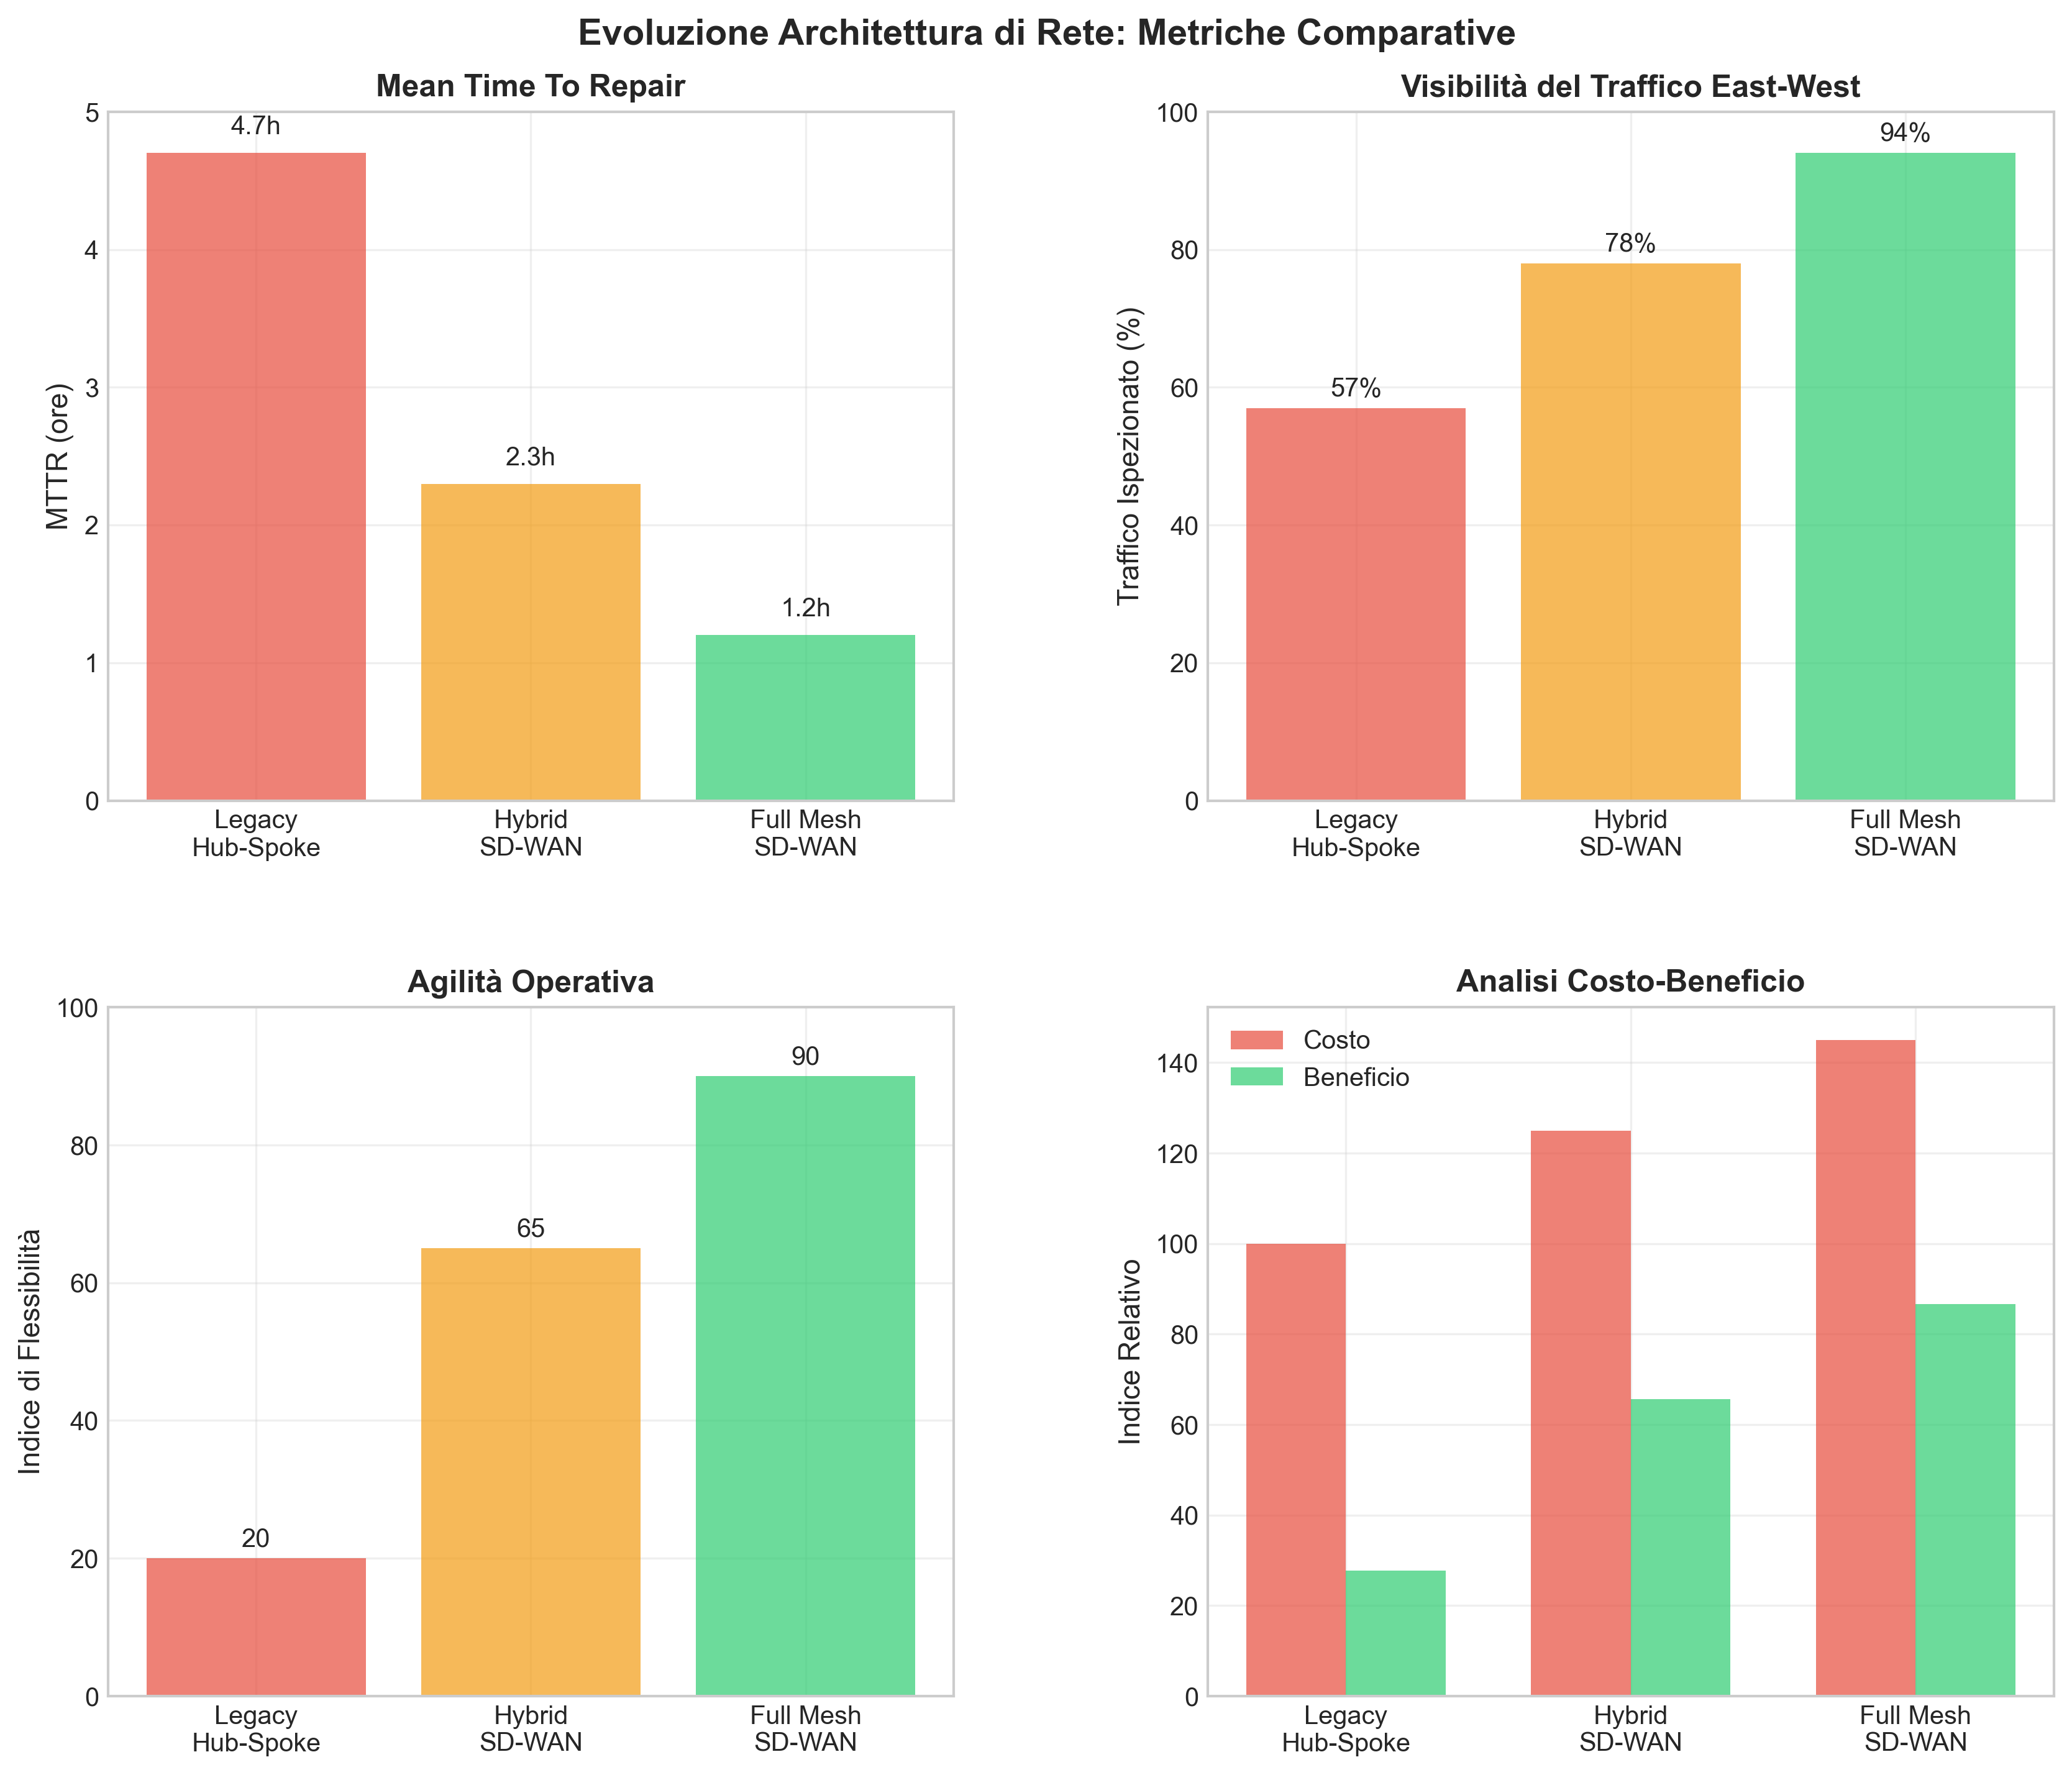 Evoluzione Architettura di Rete: Metriche Comparative
Mean Time To Repair
MTTR (ore)
5
4
3
2
1
0
4.7h
2.3h
1.2h
Legacy
Hub-Spoke
Hybrid
SD-WAN
Full Mesh
SD-WAN
Visibilità del Traffico East-West
Traffico Ispezionato (%)
100
80
60
40
20
0
57%
78%
94%
Legacy
Hub-Spoke
Hybrid
SD-WAN
Full Mesh
SD-WAN
Agilità Operativa
Indice di Flessibilità
100
80
60
40
20
0
20
65
90
Legacy
Hub-Spoke
Hybrid
SD-WAN
Full Mesh
SD-WAN
Analisi Costo-Beneficio
Indice Relativo
140
120
100
80
60
40
20
0
Costo
Beneficio
Legacy
Hub-Spoke
Hybrid
SD-WAN
Full Mesh
SD-WAN